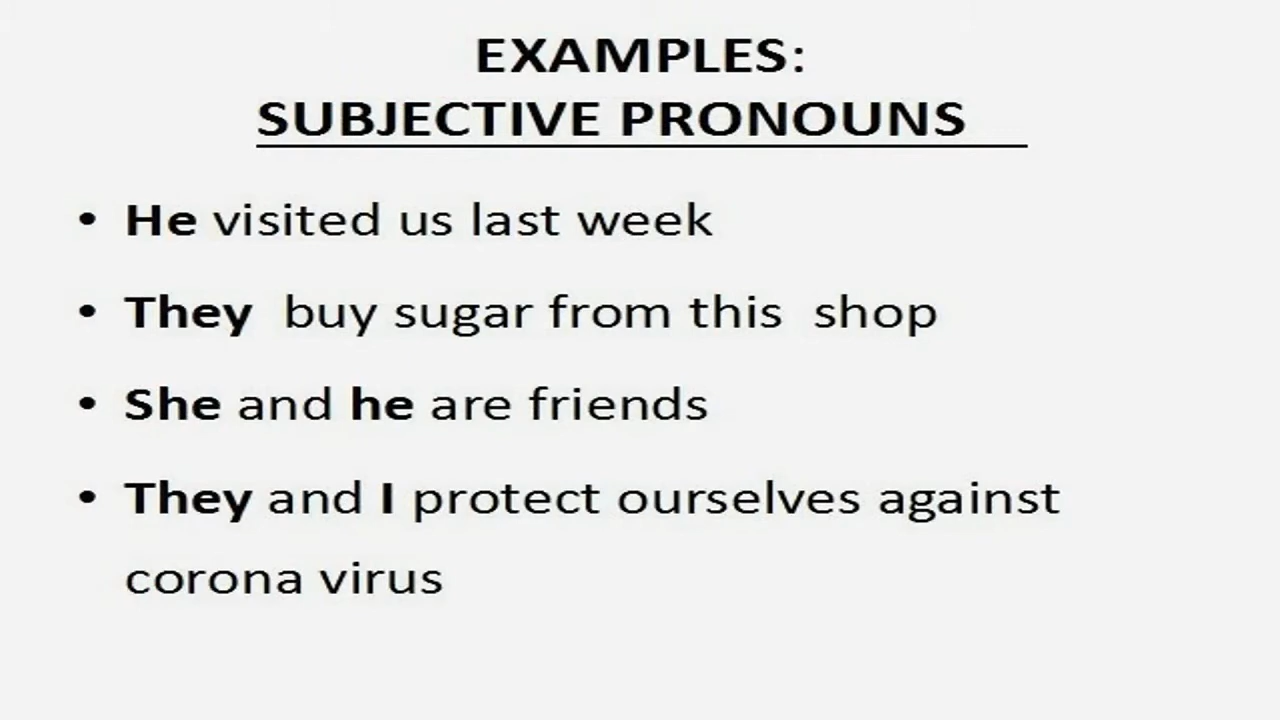 EXAMPLES:
SUBJECTIVE PRONOUNS
• He visited us last week
• They buy sugar from this shop
• She and he are friends
• They and I protect ourselves against
corona virus